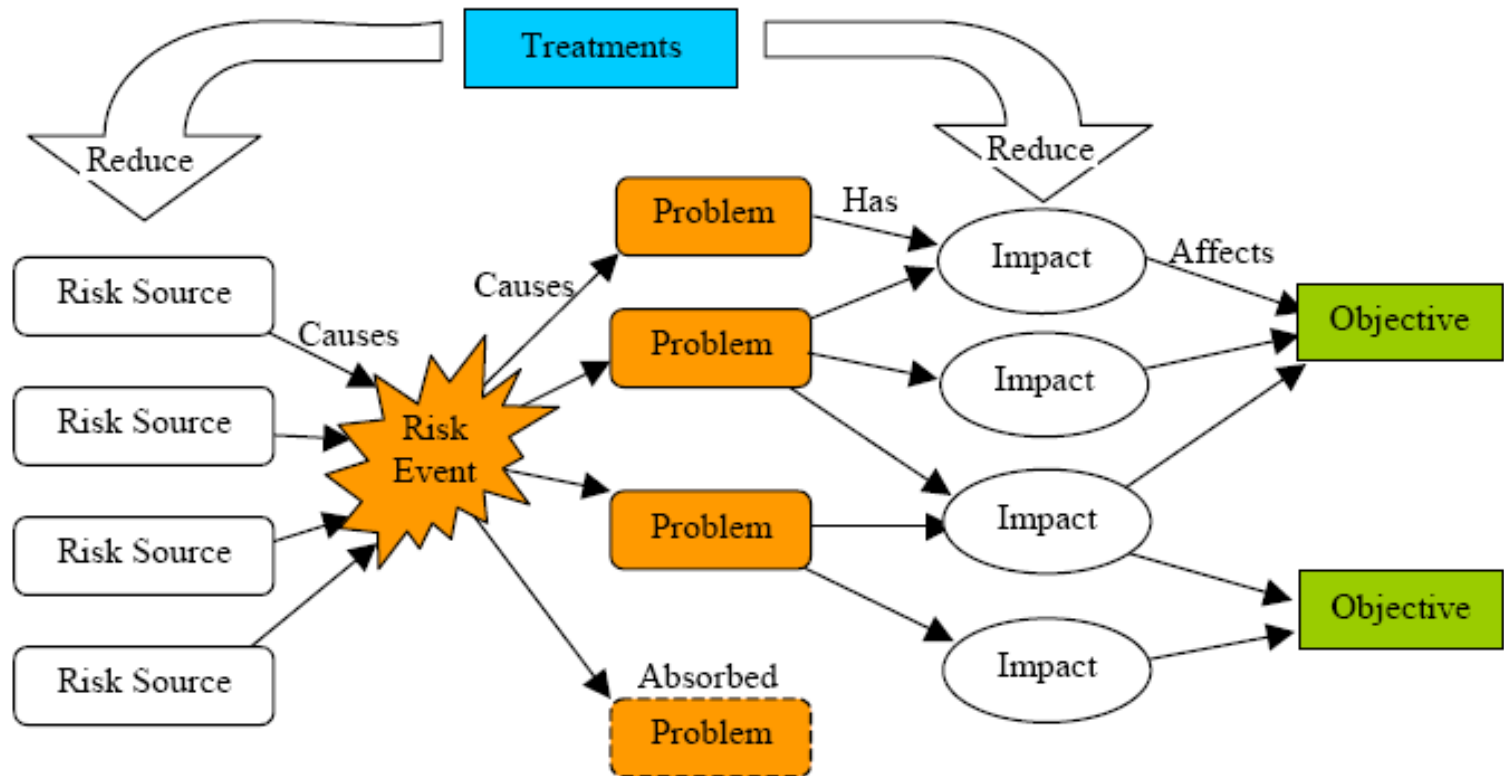 Treatments
Reduce
Reduce
Problem
Has
Impact
Affects
Risk Source
Causes
Causes
Objective
Problem
Impact
Risk Source
Risk
Event
Problem
Impact
Risk Source
Objective
Impact
Risk Source
Absorbed
Problem